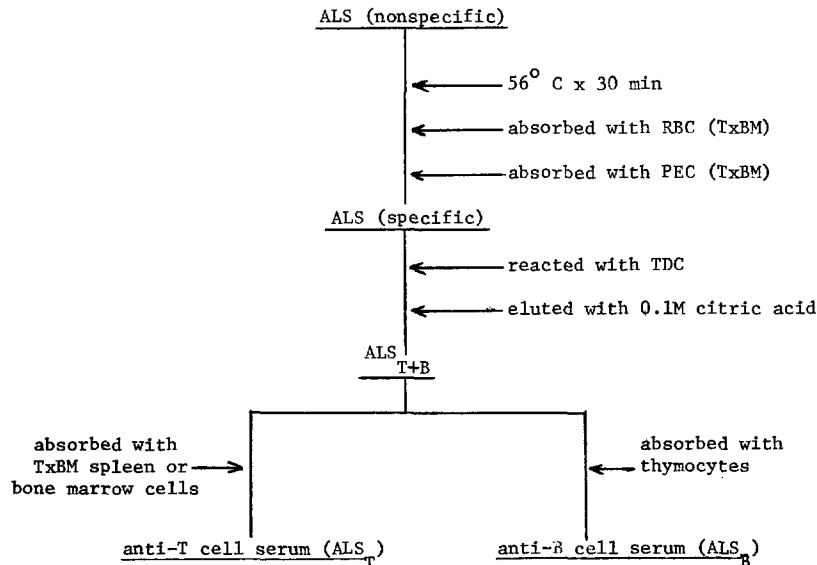 ALS (nonspecific)
56° C x 30 min
absorbed with RBC (TxBM)
absorbed with PEC (TxBM)
ALS (specific)
reacted with TDC
eluted with 0.1M citric acid
ALS T+B
absorbed with
TxBM spleen or
bone marrow cells
absorbed with
thymocytes
anti-T cell serum (ALS_T)
anti-B cell serum (ALS_B)